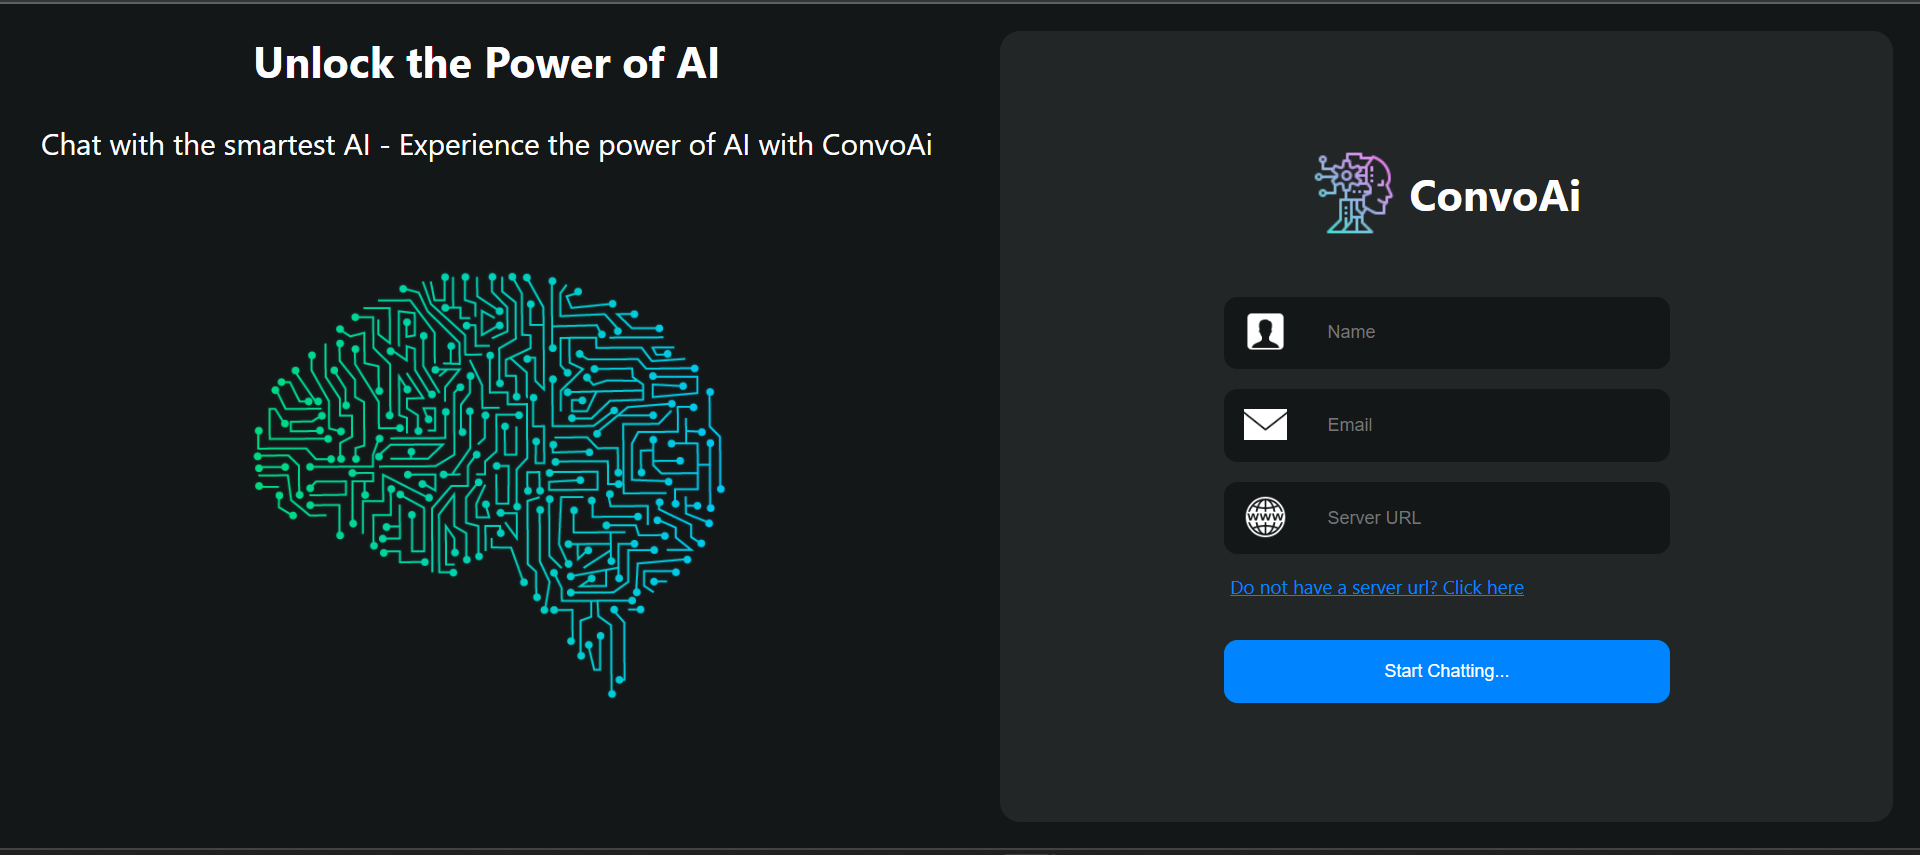 Unlock the Power of AI
Chat with the smartest AI - Experience the power of AI with ConvoAi
ConvoAi
Name
Email
WWW
Server URL
Do not have a server url? Click here
Start Chatting...